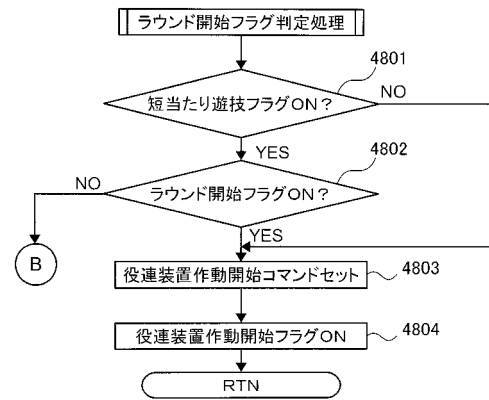 ラウンド開始フラグ判定処理
4801
短当たり遊技フラグON?
NO
YES
4802
NO
ラウンド開始フラグON?
YES
B
役連装置作動開始コマンドセット
4803
役連装置作動開始フラグON
4804
RTN